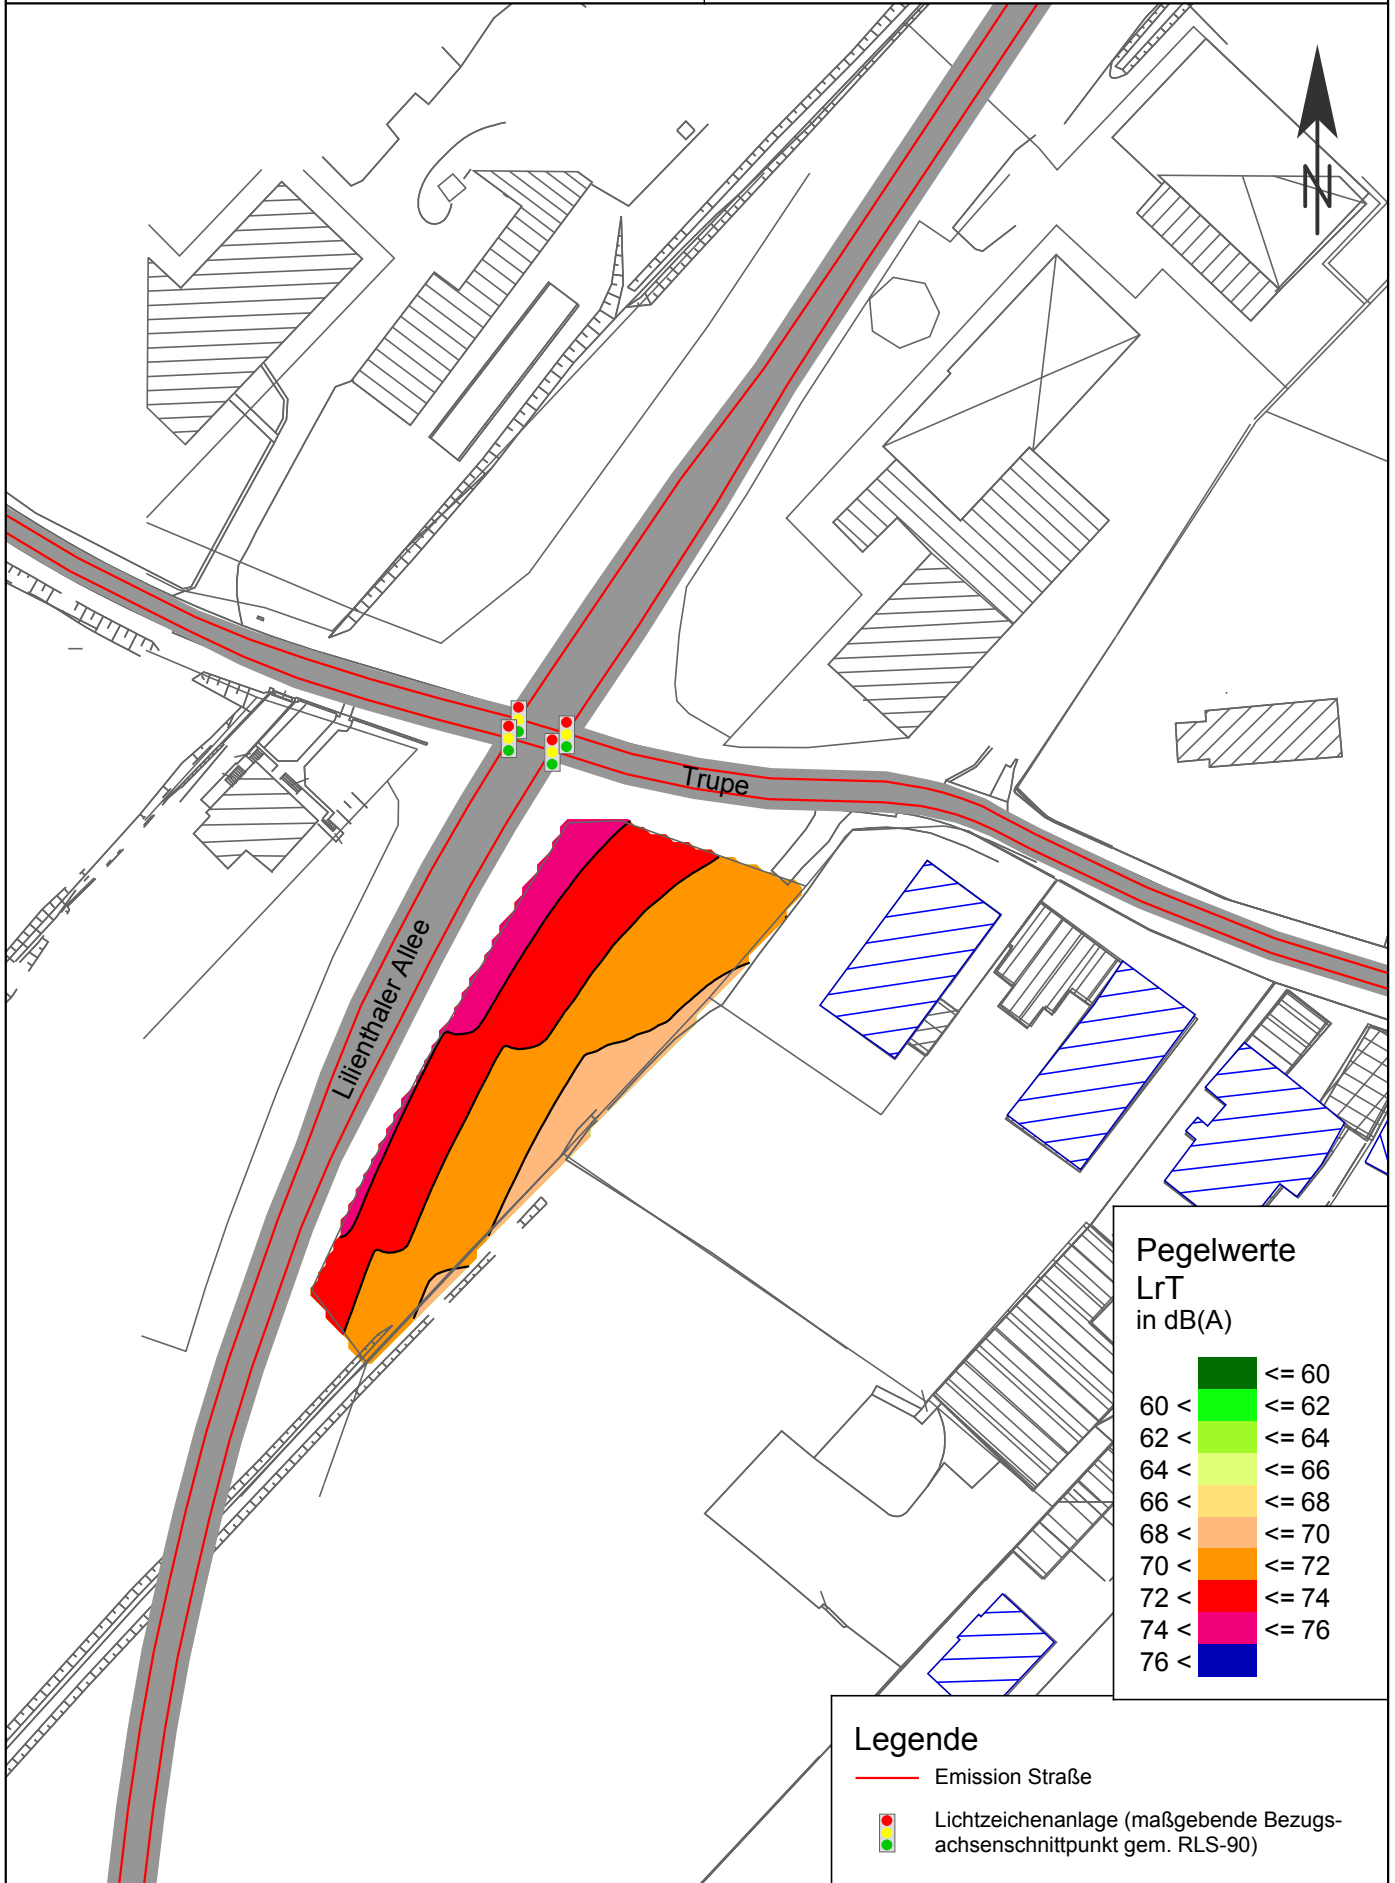 N
Trupe
Lilienthaler Allee
Pegelwerte
LrT
in dB(A)
<= 60
60 < <= 62
62 < <= 64
64 < <= 66
66 < <= 68
68 < <= 70
70 < <= 72
72 < <= 74
74 < <= 76
76 <
Legende
Emission Straße
Lichtzeichenanlage (maßgebende Bezugs-
achsenschnittpunkt gem. RLS-90)